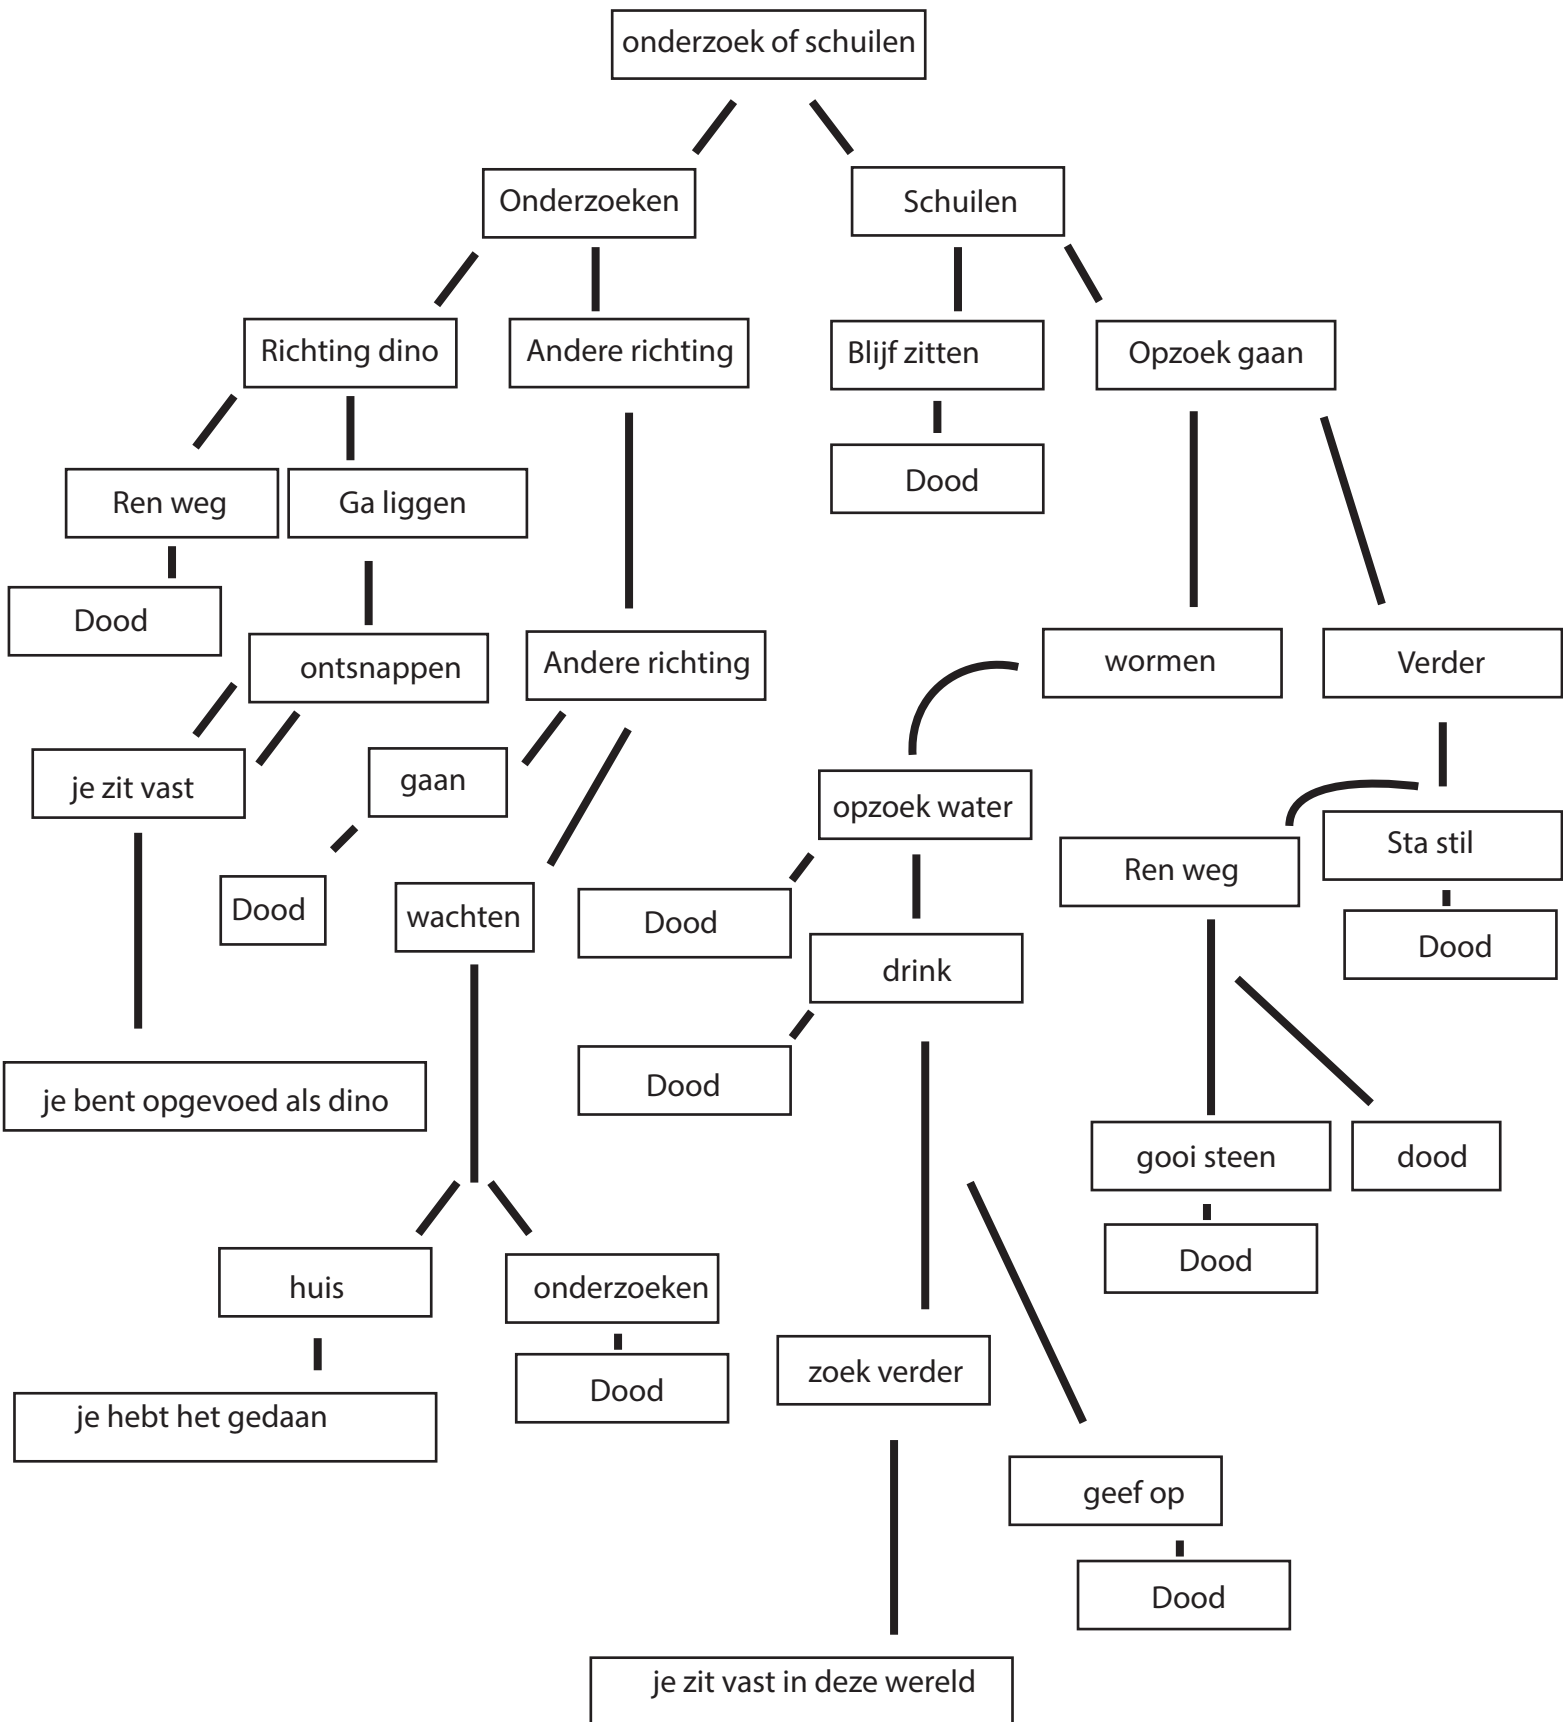 onderzoek of schuilen
Onderzoeken
Schuilen
Richting dino
Andere richting
Blijf zitten
Opzoek gaan
Ren weg
Ga liggen
Dood
Dood
ontsnappen
Andere richting
wormen
Verder
je zit vast
gaan
opzoek water
Ren weg
Sta stil
Dood
wachten
Dood
drink
Dood
Dood
je bent opgevoed als dino
gooi steen
dood
Dood
huis
onderzoeken
Dood
je hebt het gedaan
zoek verder
geef op
Dood
je zit vast in deze wereld